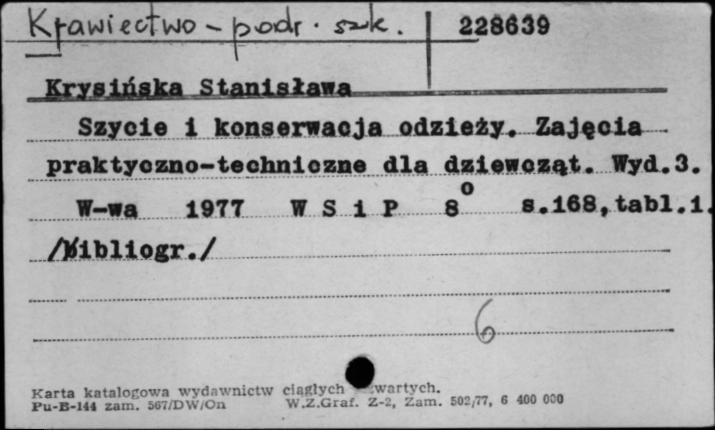 Krawiectwo - podr. szk. 228639
Krysińska Stanisława
Szycie i konserwacja odzieży. Zajęcia
praktyczno-techniczne dla dziewcząt. Wyd.3.
W-wa 1977 W S i P 8° s.168,tabl.1.
/bibliogr./
6
Karta katalogowa wydawnictw ciągłych wartych.
Pu-B-144 zam. 567/DW/On W.Z.Graf. Z-2, Zam. 502/77, 6 400 000